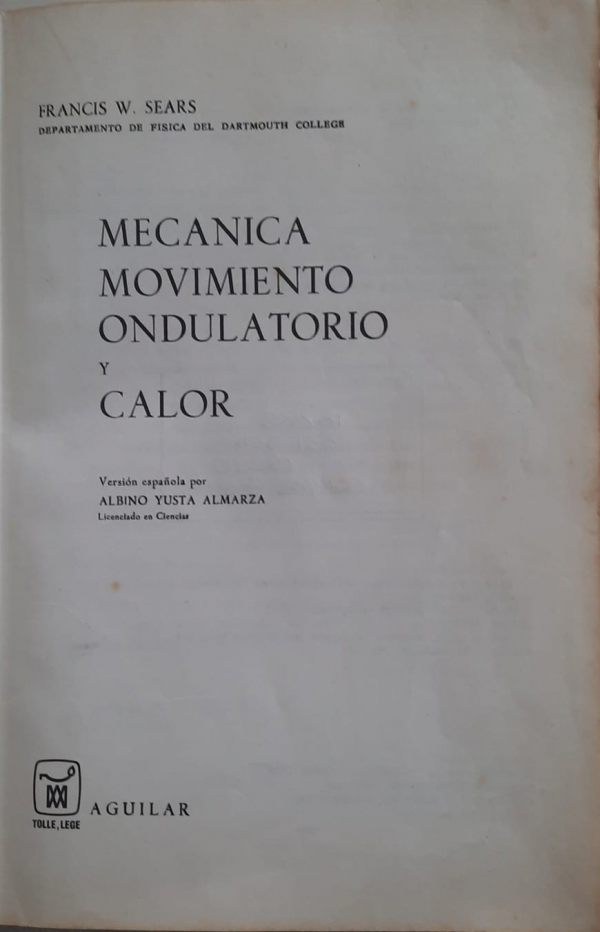 FRANCIS W. SEARS
DEPARTAMENTO DE FISICA DEL DARTMOUTH COLLEGE
MECANICA
MOVIMIENTO
ONDULATORIO
Y
CALOR
Versión española por
ALBINO YUSTA ALMARZA
Licenciado en Ciencias
AGUILAR
TOLLE, LEGE